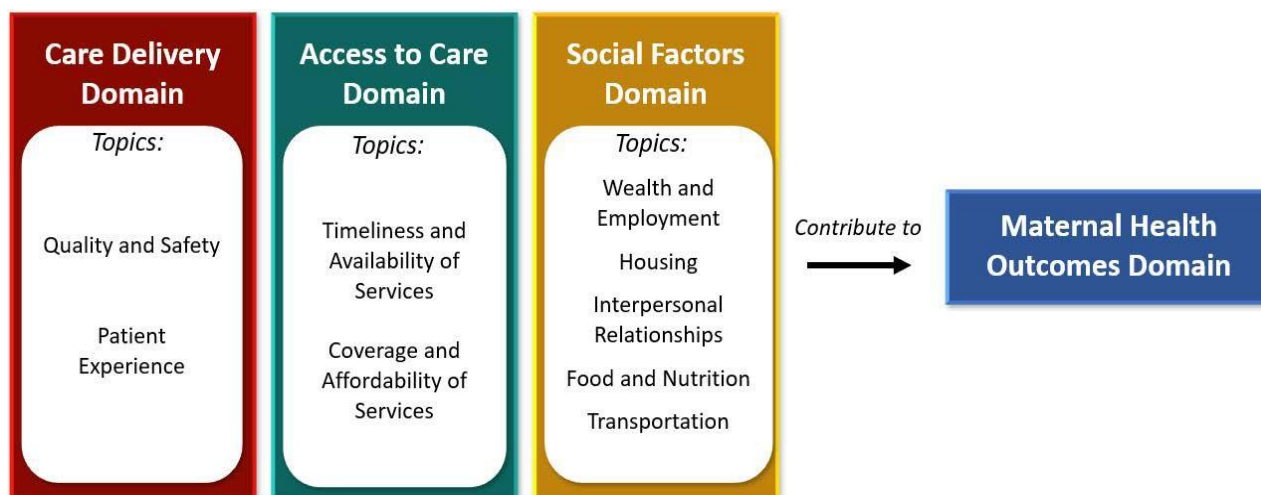 Care Delivery
Domain
Topics:
Quality and Safety
Patient
Experience
Access to Care
Domain
Topics:
Timeliness and
Availability of
Services
Coverage and
Affordability of
Services
Social Factors
Domain
Topics:
Wealth and
Employment
Housing
Interpersonal
Relationships
Food and Nutrition
Transportation
Contribute to
Maternal Health
Outcomes Domain